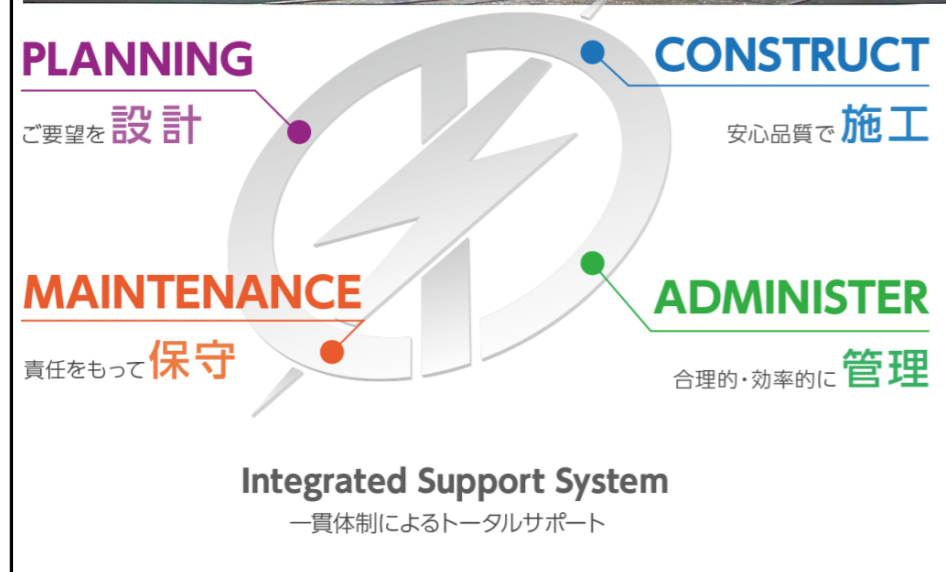 PLANNING
ご要望を設計
CONSTRUCT
安心品質で施工
MAINTENANCE
責任をもって保守
ADMINISTER
合理的・効率的に管理
Integrated Support System
一貫体制によるトータルサポート